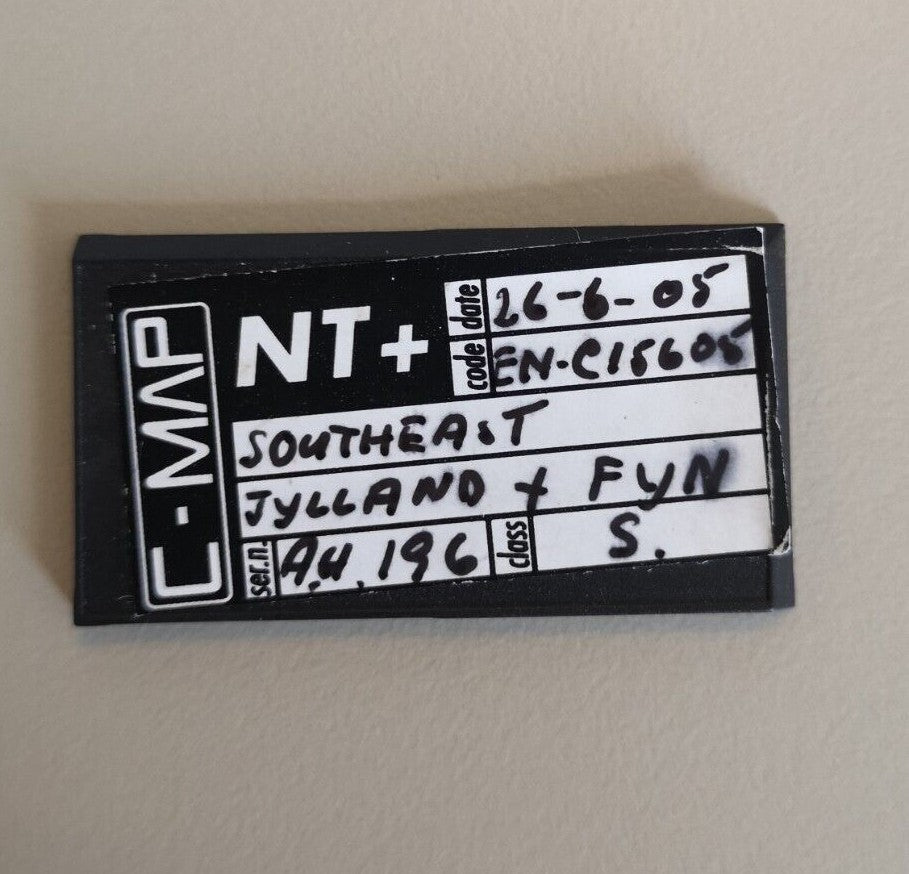 C-MAP
NT+
date 26-6-05
code EN-C15605
SOUTHEAST
JYLLAND + FYN
ser.n. A.U.196 class S.